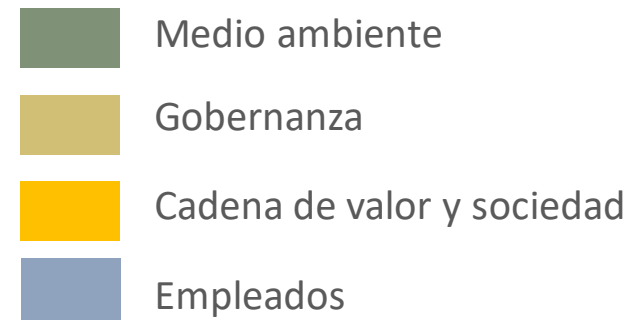 Medio ambiente
Gobernanza
Cadena de valor y sociedad
Empleados